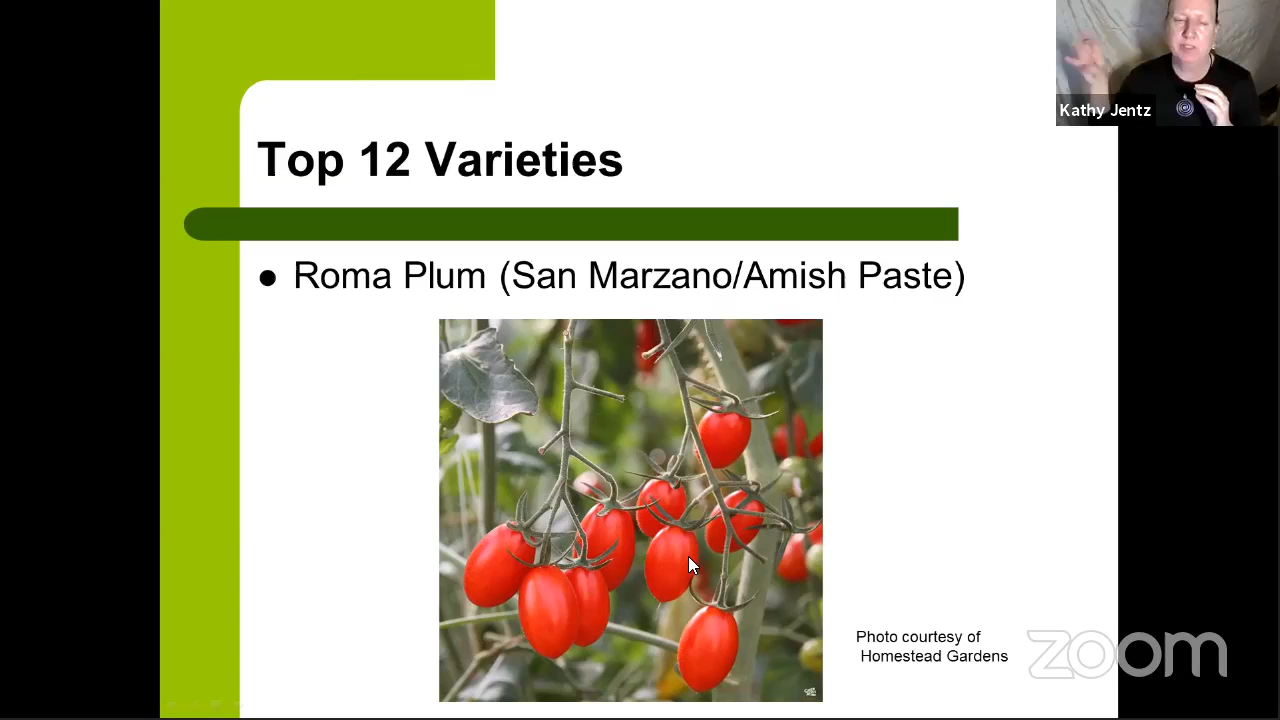 Kathy Jentz
Top 12 Varieties
● Roma Plum (San Marzano/Amish Paste)
Photo courtesy of
Homestead Gardens
zoom